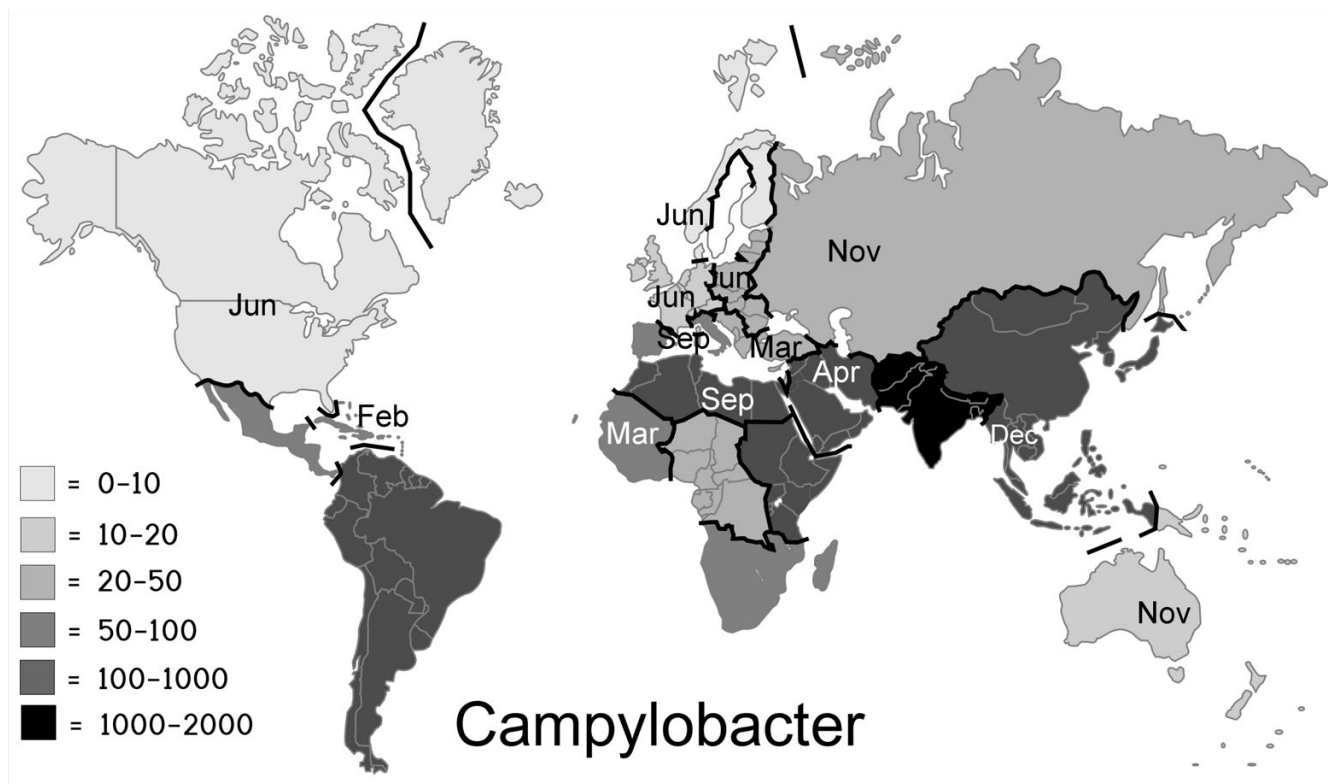 Jun
Nov
Jun
Jun
Jun
Sep
Mar
Apr
Feb
Sep
Mar
Dec
Nov
= 0-10
= 10-20
= 20-50
= 50-100
= 100-1000
= 1000-2000
Campylobacter